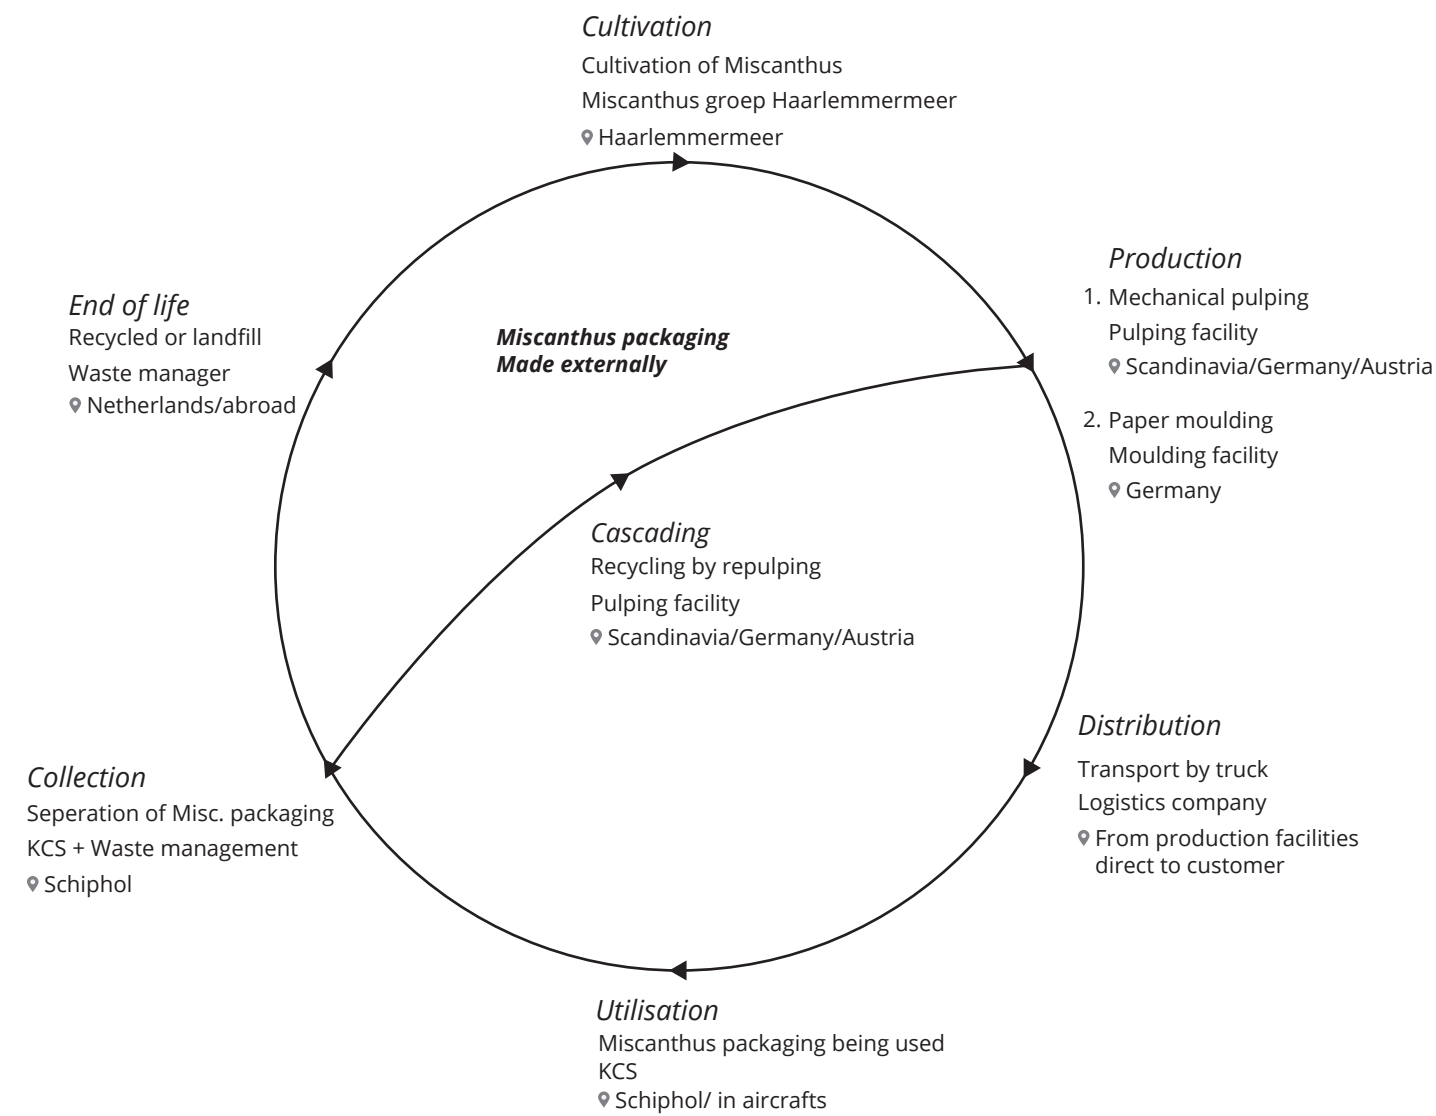 Cultivation
Cultivation of Miscanthus
Miscanthus groep Haarlemmermeer
Haarlemmermeer
Production
1. Mechanical pulping
Pulping facility
Scandinavia/Germany/Austria
2. Paper moulding
Moulding facility
Germany
End of life
Recycled or landfill
Waste manager
Netherlands/abroad
Miscanthus packaging
Made externally
Cascading
Recycling by repulping
Pulping facility
Scandinavia/Germany/Austria
Distribution
Transport by truck
Logistics company
From production facilities
direct to customer
Collection
Seperation of Misc. packaging
KCS + Waste management
Schiphol
Utilisation
Miscanthus packaging being used
KCS
Schiphol/ in aircrafts